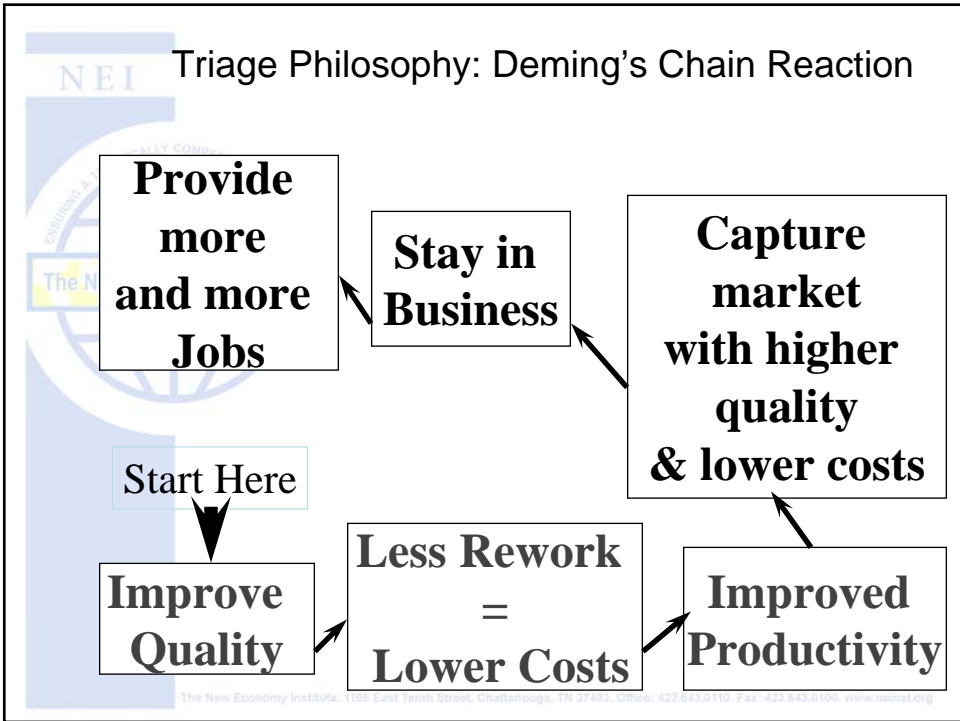 NEI
Triage Philosophy: Deming's Chain Reaction
Provide
more
and more
Jobs
Stay in
Business
Capture
market
with higher
quality
& lower costs
The N
Start Here
Improve
Quality
Less Rework
=
Lower Costs
Improved
Productivity
The New Economy Institute. 1105 East Tenth Street, Chattanooga, TN 37403. Office: 423.643.0110. Fax: 423.643.0100. www.neinst.org